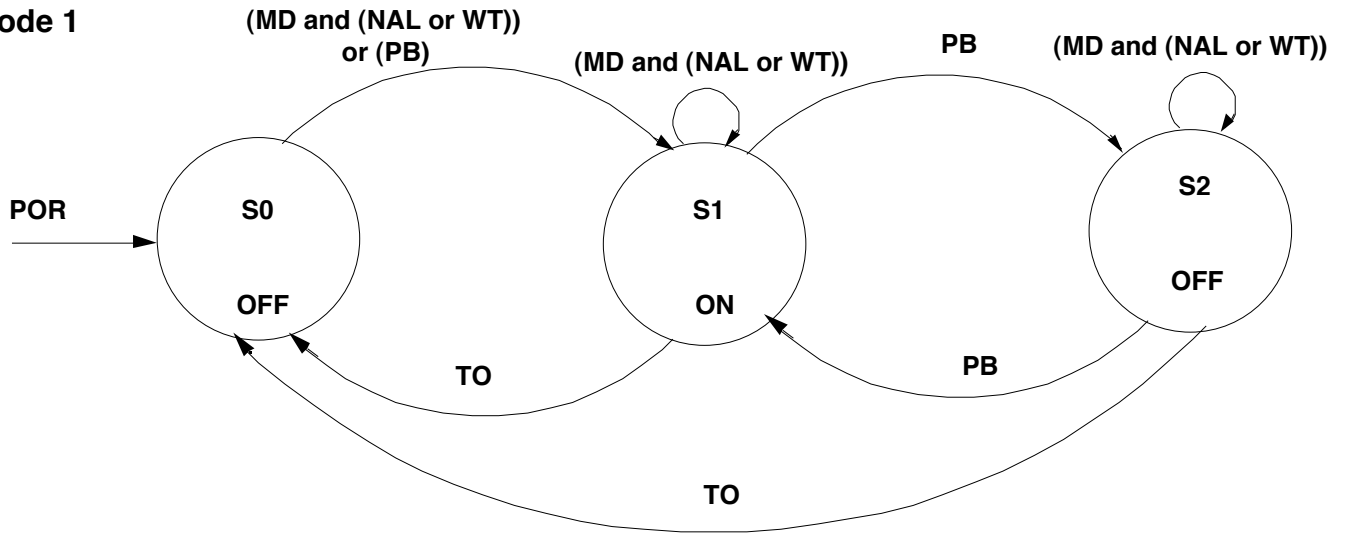 ode 1
(MD and (NAL or WT))
or (PB)
(MD and (NAL or WT))
PB
(MD and (NAL or WT))
POR
S0
OFF
S1
ON
S2
OFF
TO
PB
TO